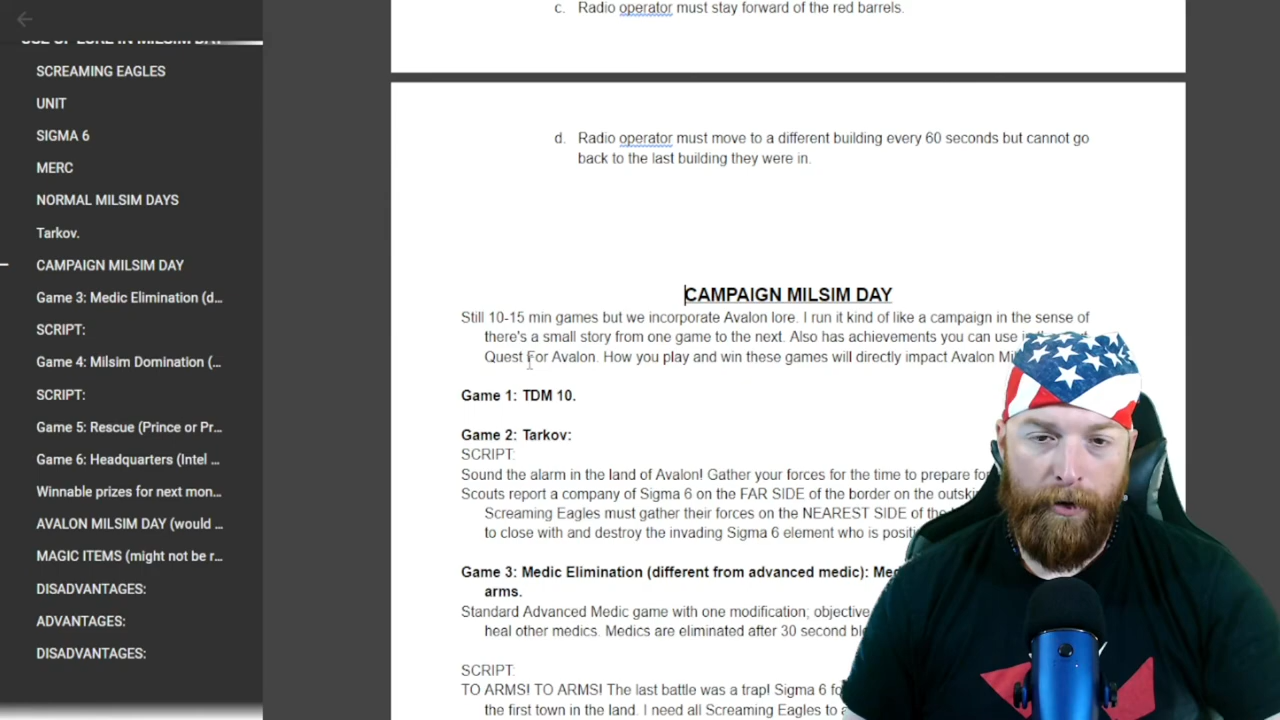 USE OF LORE IN MILSIM DAY
SCREAMING EAGLES
UNIT
SIGMA 6
MERC
NORMAL MILSIM DAYS
Tarkov.
CAMPAIGN MILSIM DAY
Game 3: Medic Elimination (d...
SCRIPT:
Game 4: Milsim Domination (...
SCRIPT:
Game 5: Rescue (Prince or Pr...
Game 6: Headquarters (Intel ...
Winnable prizes for next mon...
AVALON MILSIM DAY (would ...
MAGIC ITEMS (might not be r...
DISADVANTAGES:
ADVANTAGES:
DISADVANTAGES:
c. Radio operator must stay forward of the red barrels.
d. Radio operator must move to a different building every 60 seconds but cannot go
back to the last building they were in.
CAMPAIGN MILSIM DAY
Still 10-15 min games but we incorporate Avalon lore. I run it kind of like a campaign in the sense of
there's a small story from one game to the next. Also has achievements you can use
Quest For Avalon. How you play and win these games will directly impact Avalon
Game 1: TDM 10.
Game 2: Tarkov:
SCRIPT:
Sound the alarm in the land of Avalon! Gather your forces for the time to prepare
Scouts report a company of Sigma 6 on the FAR SIDE of the border on the
Screaming Eagles must gather their forces on the NEAREST SIDE of
to close with and destroy the invading Sigma 6 element who is
Game 3: Medic Elimination (different from advanced medic):
arms.
Standard Advanced Medic game with one modification; objective
heal other medics. Medics are eliminated after 30 second
SCRIPT:
TO ARMS! TO ARMS! The last battle was a trap! Sigma 6
the first town in the land. I need all Screaming Eagles to